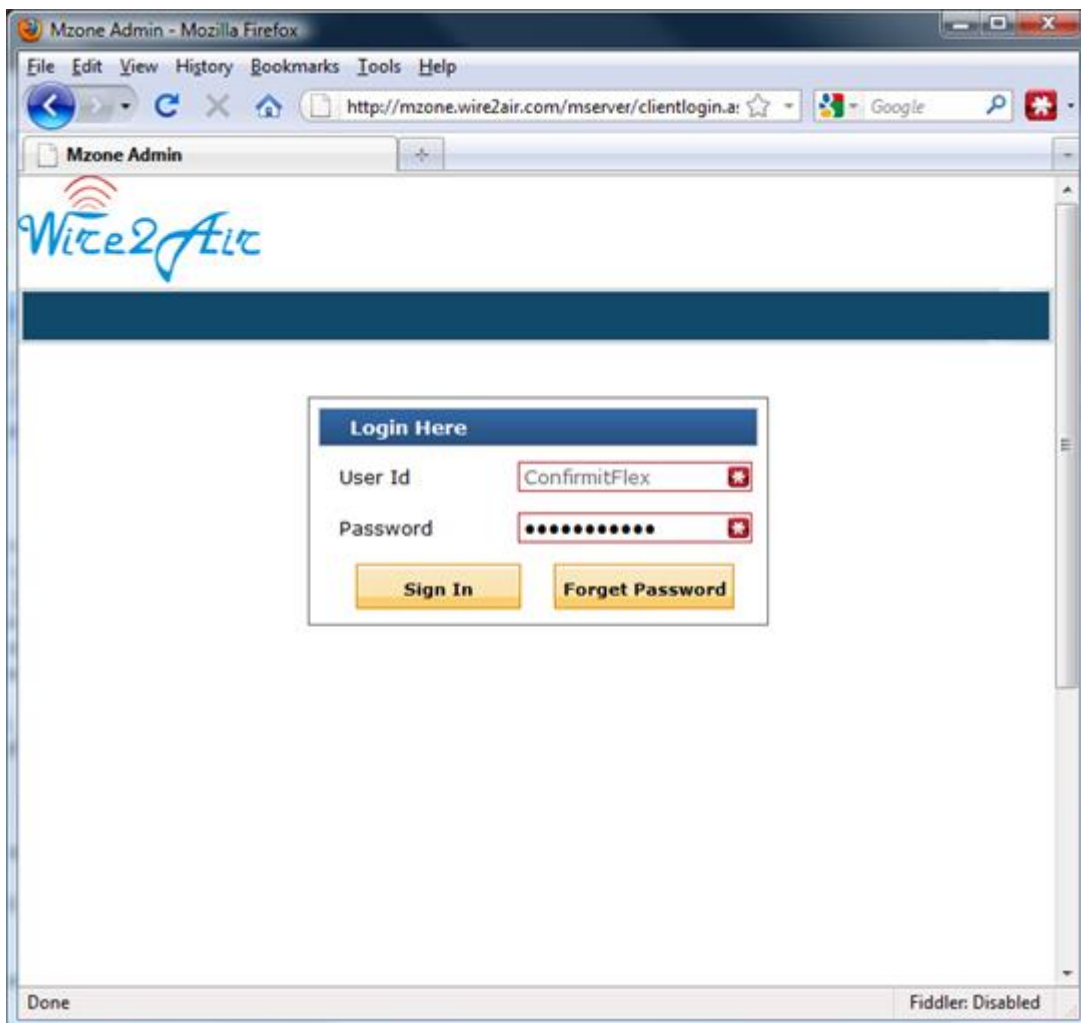 Mzone Admin - Mozilla Firefox
File Edit View History Bookmarks Tools Help
http://mzone.wire2air.com/mserver/clientlogin.a Google
Mzone Admin
Wire2Air
Login Here
User Id ConfirmitFlex
Password •••••••••••
Sign In Forget Password
Done Fiddler: Disabled